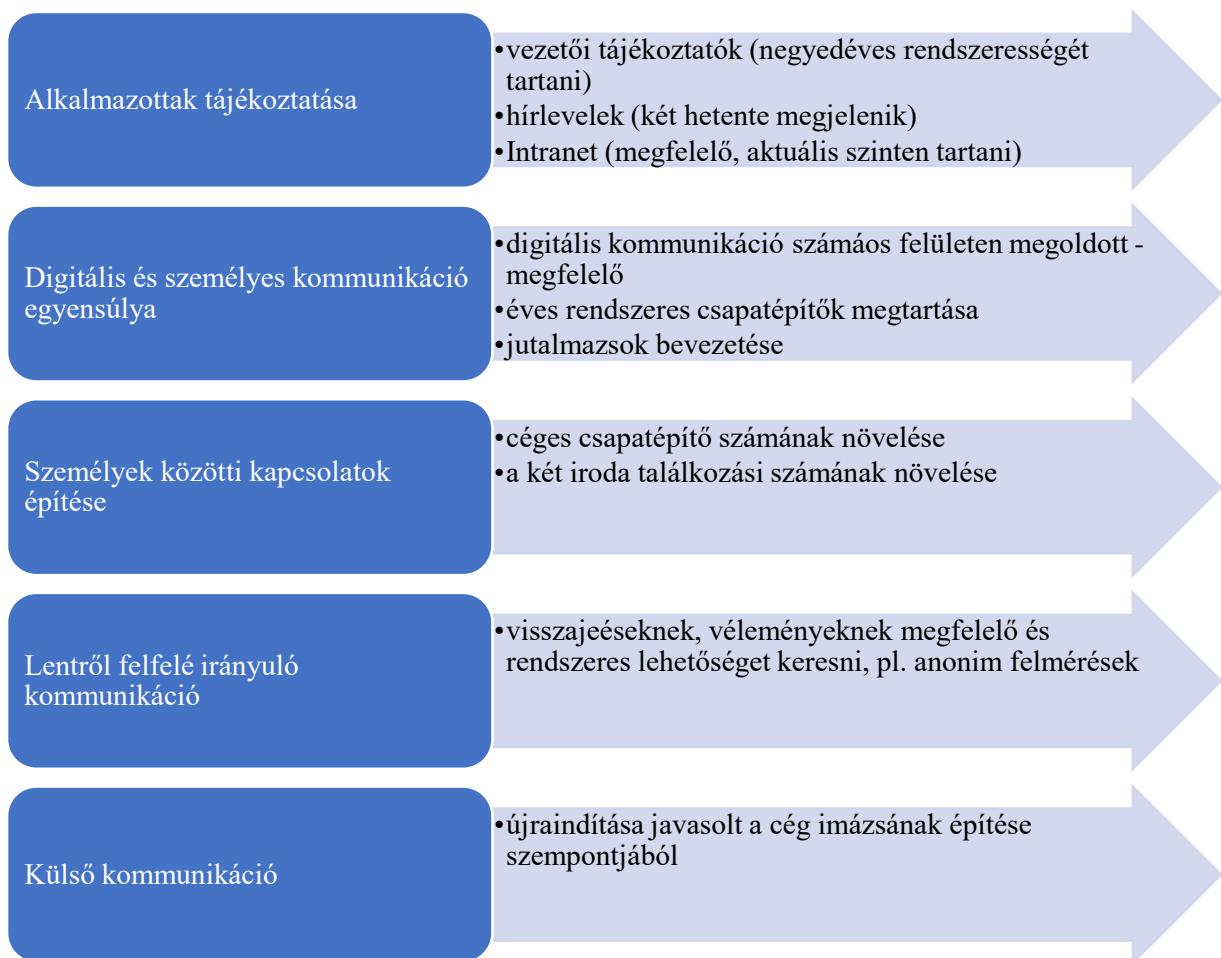 Alkalmazottak tájékoztatása
•vezetői tájékoztatók (negyedéves rendszerességét
tartani)
•hírlevelek (két hetente megjelenik)
•Intranet (megfelelő, aktuális szinten tartani)
Digitális és személyes kommunikáció
egyensúlya
•digitális kommunikáció számáos felületen megoldott -
megfelelő
•éves rendszeres csapatépítők megtartása
•jutalmazsok bevezetése
Személyek közötti kapcsolatok
építése
•céges csapatépítő számának növelése
•a két iroda találkozási számának növelése
Lentről felfelé irányuló
kommunikáció
•visszajeéseknek, véleményeknek megfelelő és
rendszeres lehetőséget keresni, pl. anonim felmérések
Külső kommunikáció
•újraindítása javasolt a cég imázsának építése
szempontjából